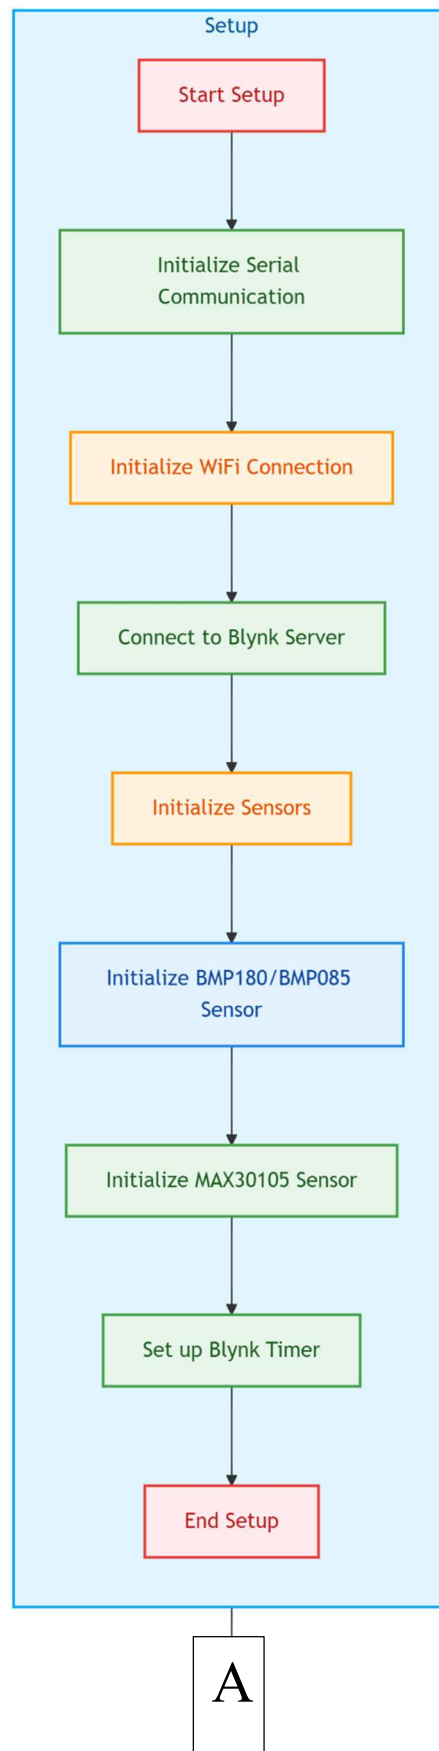 Setup
Start Setup
Initialize Serial
Communication
Initialize WiFi Connection
Connect to Blynk Server
Initialize Sensors
Initialize BMP180/BMP085
Sensor
Initialize MAX30105 Sensor
Set up Blynk Timer
End Setup
A